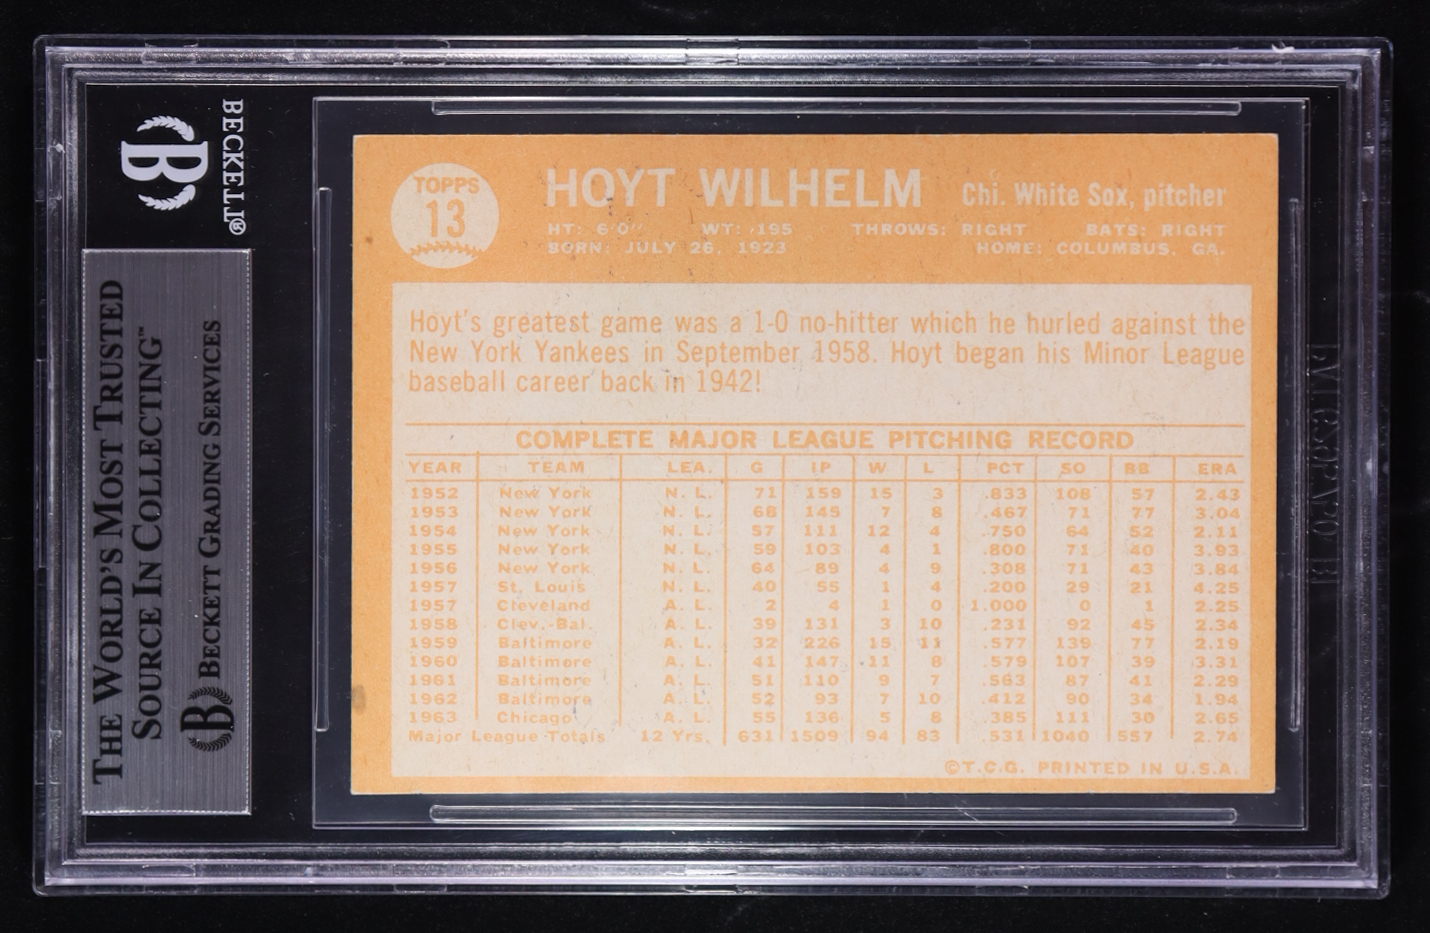 BECKETT®
B
THE WORLD'S MOST TRUSTED
SOURCE IN COLLECTING™
B BECKETT GRADING SERVICES
TOPPS
13
HOYT WILHELM Chi. White Sox, pitcher
HT: 6'0" WT: 195 THROWS: RIGHT BATS: RIGHT
BORN: JULY 26, 1923 HOME: COLUMBUS, GA.
Hoyt's greatest game was a 1-0 no-hitter which he hurled against the
New York Yankees in September, 1958. Hoyt began his Minor League
baseball career back in 1942!
COMPLETE MAJOR LEAGUE PITCHING RECORD
YEAR TEAM LEA. G IP W L PCT SO BB ERA
1952 New York N. L. 71 159 15 3 .833 108 57 2.43
1953 New York N. L. 68 145 7 8 .467 71 77 3.04
1954 New York N. L. 57 111 12 4 .750 64 52 2.11
1955 New York N. L. 59 103 4 1 .800 71 40 3.93
1956 New York N. L. 64 89 4 9 .308 71 43 3.84
1957 St. Louis N. L. 40 55 1 4 .200 29 21 4.25
1957 Cleveland A. L. 2 4 1 0 1.000 0 1 2.25
1958 Clev.-Bal. A. L. 39 131 3 10 .231 92 45 2.34
1959 Baltimore A. L. 32 226 15 11 .577 139 77 2.19
1960 Baltimore A. L. 41 147 11 8 .579 107 39 3.31
1961 Baltimore A. L. 51 110 9 7 .563 87 41 2.29
1962 Baltimore A. L. 52 93 7 10 .412 90 34 1.94
1963 Chicago A. L. 55 136 5 8 .385 111 30 2.65
Major League Totals 12 Yrs. 631 1509 94 83 .531 1040 557 2.74
©T.C.G. PRINTED IN U.S.A.